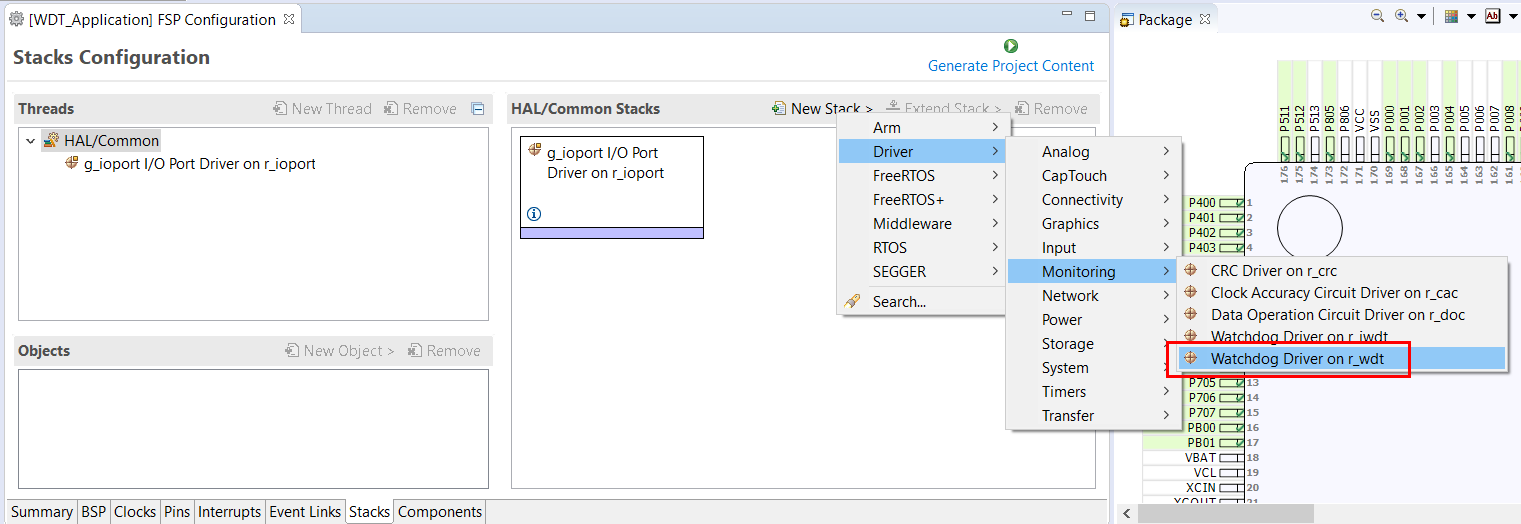 [WDT_Application] FSP Configuration
Package
Stacks Configuration
Generate Project Content
Threads
New Thread
Remove
HAL/Common
g_ioport I/O Port Driver on r_ioport
HAL/Common Stacks
New Stack >
Extend Stack >
Remove
g_ioport I/O Port
Driver on r_ioport
Arm
Driver
FreeRTOS
FreeRTOS+
Middleware
RTOS
SEGGER
Search...
Analog
CapTouch
Connectivity
Graphics
Input
Monitoring
Network
Power
Storage
System
Timers
Transfer
CRC Driver on r_crc
Clock Accuracy Circuit Driver on r_cac
Data Operation Circuit Driver on r_doc
Watchdog Driver on r_iwdt
Watchdog Driver on r_wdt
Objects
New Object >
Remove
P511
P512
P513
P805
P806
VCC
VSS
P000
P001
P002
P003
P004
P005
P006
P007
P008
176
175
174
173
172
171
170
169
168
167
166
165
164
163
162
161
P400 1
P401 2
P402 3
P403 4
P705 13
P706 14
P707 15
PB00 16
PB01 17
VBAT 18
VCL 19
XCIN 20
XCOUT 21
Summary
BSP
Clocks
Pins
Interrupts
Event Links
Stacks
Components